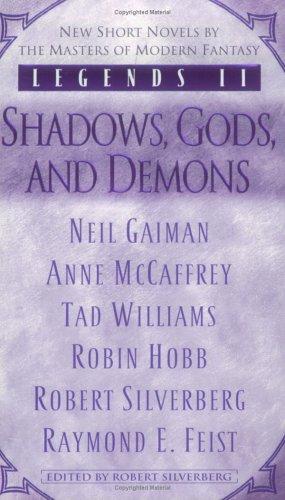 NEW SHORT NOVELS BY
THE MASTERS OF MODERN FANTASY
LEGENDS II
SHADOWS, GODS,
AND DEMONS
NEIL GAIMAN
ANNE MCCAFFREY
TAD WILLIAMS
ROBIN HOBB
ROBERT SILVERBERG
RAYMOND E. FEIST
EDITED BY ROBERT SILVERBERG